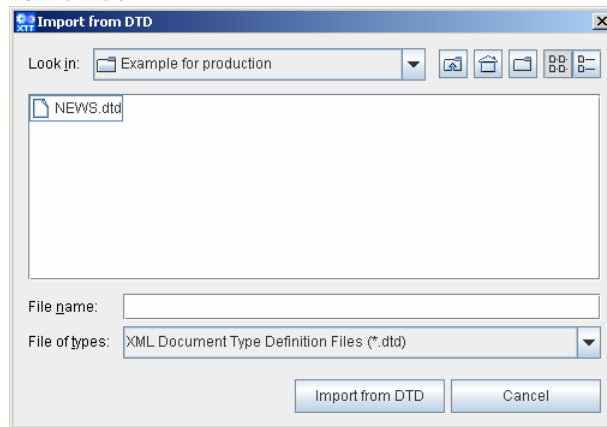 XTT Import from DTD
Look in: Example for production
NEWS.dtd
File name:
File of types: XML Document Type Definition Files (*.dtd)
Import from DTD Cancel